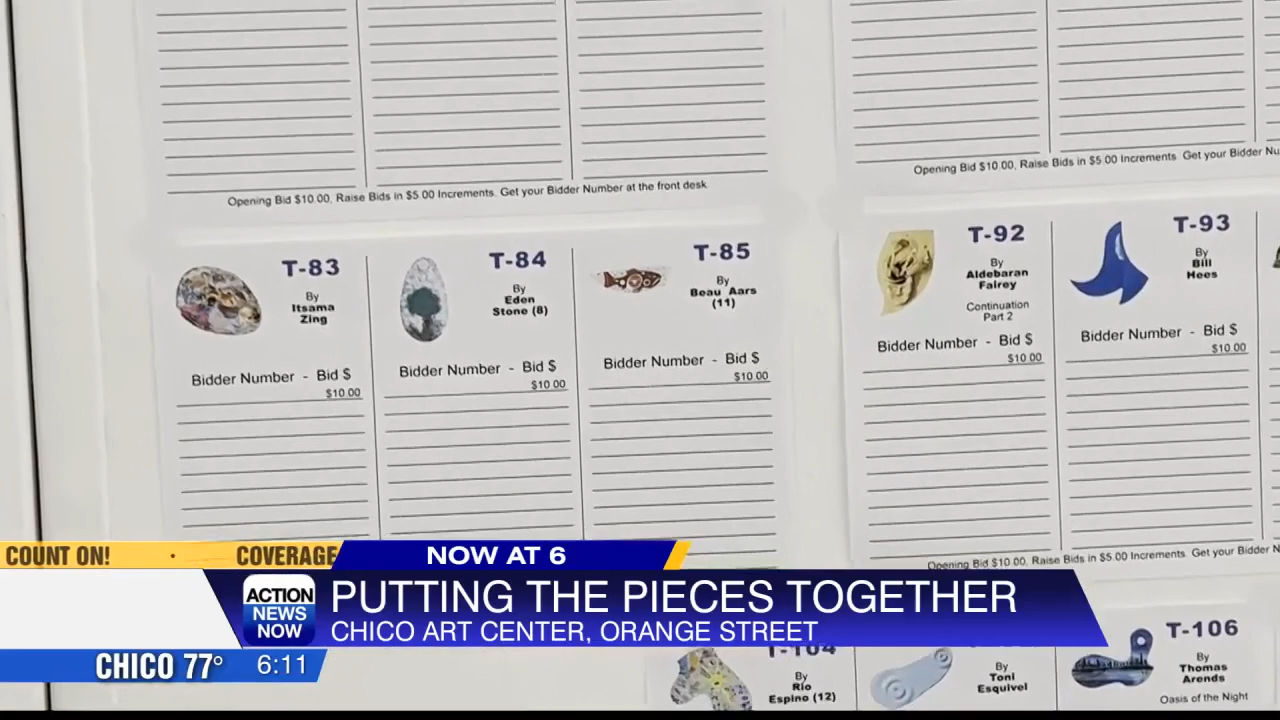 Opening Bid $10.00, Raise Bids in $5.00 Increments. Get your Bidder Number at the front desk
Opening Bid $10.00, Raise Bids in $5.00 Increments. Get your Bidder Nu
T-83
By
Itsama
Zing
Bidder Number - Bid $
$10.00
T-84
By
Eden
Stone (8)
Bidder Number - Bid $
$10.00
T-85
By
Beau Aars
(11)
Bidder Number - Bid $
$10.00
T-92
By
Aldebaran
Fairey
Continuation
Part 2
Bidder Number - Bid $
$10.00
T-93
By
Bill
Hees
Bidder Number - Bid $
$10.00
Opening Bid $10.00, Raise Bids in $5.00 Increments. Get your Bidder N
COUNT ON! · COVERAGE
NOW AT 6
ACTION
NEWS
NOW
PUTTING THE PIECES TOGETHER
CHICO ART CENTER, ORANGE STREET
CHICO 77° 6:11
T-104
By
Rio
Espino (12)
By
Toni
Esquivel
T-106
By
Thomas
Arends
Oasis of the Night